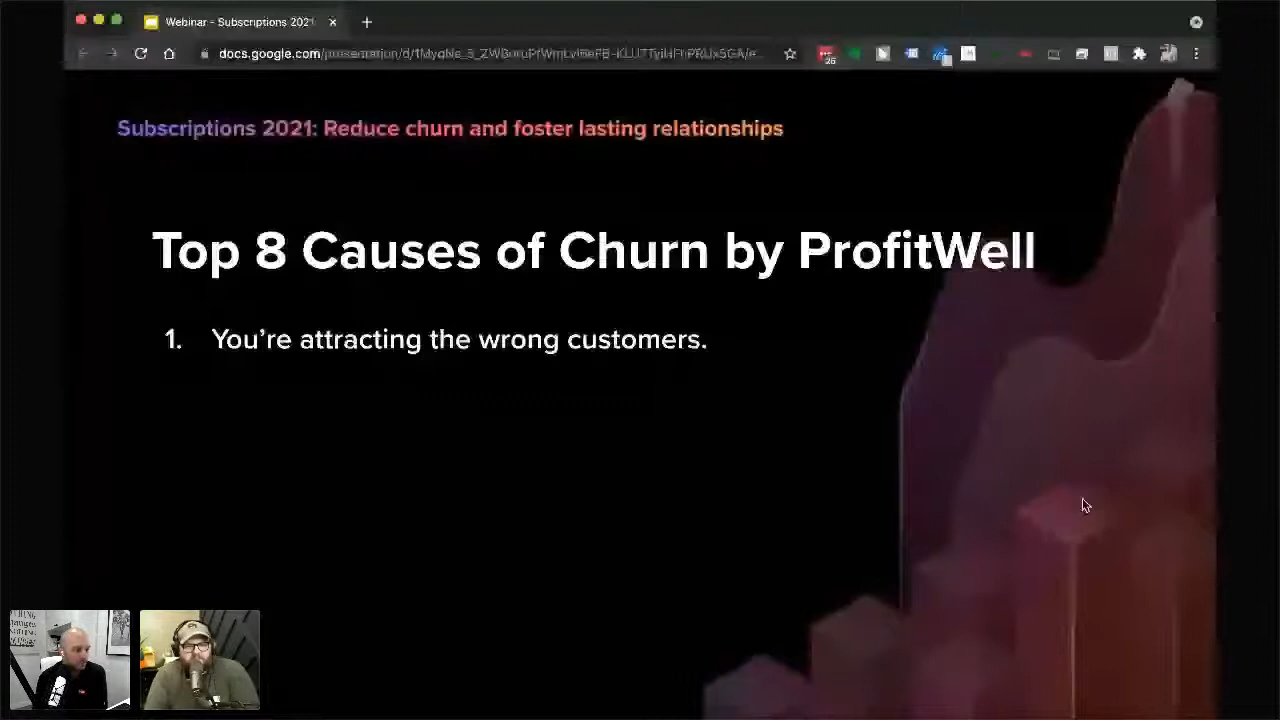 Webinar - Subscriptions 2021
docs.google.com
26
Subscriptions 2021: Reduce churn and foster lasting relationships
Top 8 Causes of Churn by ProfitWell
1. You’re attracting the wrong customers.